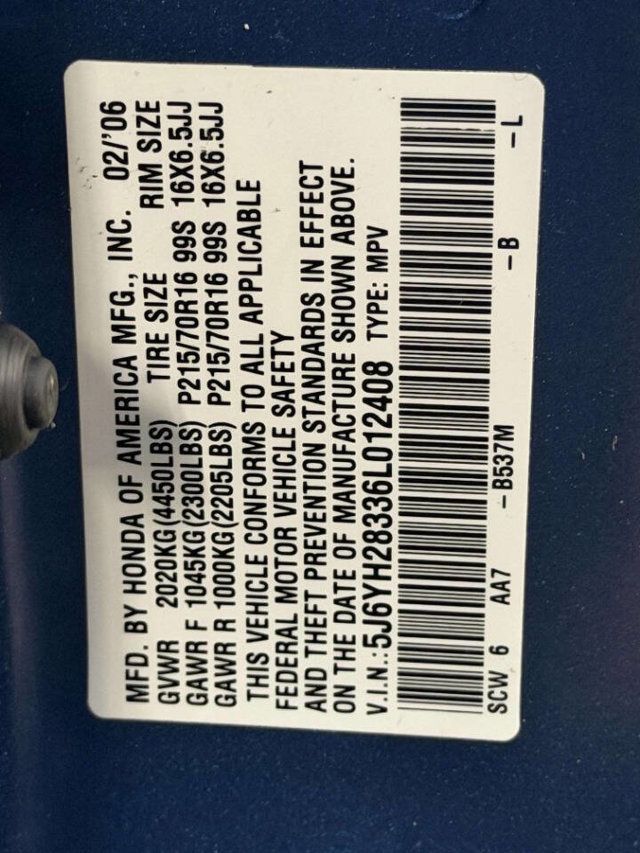 MFD. BY HONDA OF AMERICA MFG., INC. 02/'06
GVWR 2020KG(4450LBS) TIRE SIZE RIM SIZE
GAWR F 1045KG(2300LBS) P215/70R16 99S 16X6.5JJ
GAWR R 1000KG(2205LBS) P215/70R16 99S 16X6.5JJ
THIS VEHICLE CONFORMS TO ALL APPLICABLE
FEDERAL MOTOR VEHICLE SAFETY
AND THEFT PREVENTION STANDARDS IN EFFECT
ON THE DATE OF MANUFACTURE SHOWN ABOVE.
V.I.N.: 5J6YH28336L012408 TYPE: MPV
SCW 6 AA7 -B537M -B -L